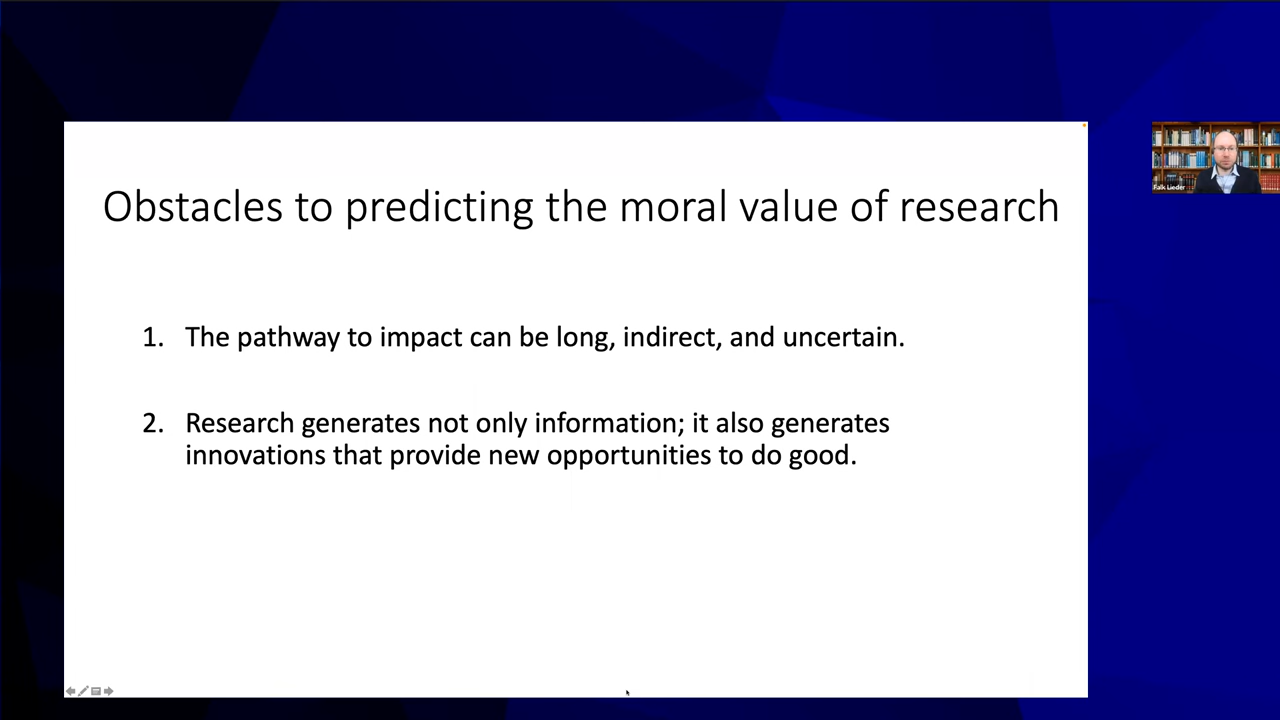 Obstacles to predicting the moral value of research
1. The pathway to impact can be long, indirect, and uncertain.
2. Research generates not only information; it also generates
innovations that provide new opportunities to do good.
Falk Lieder